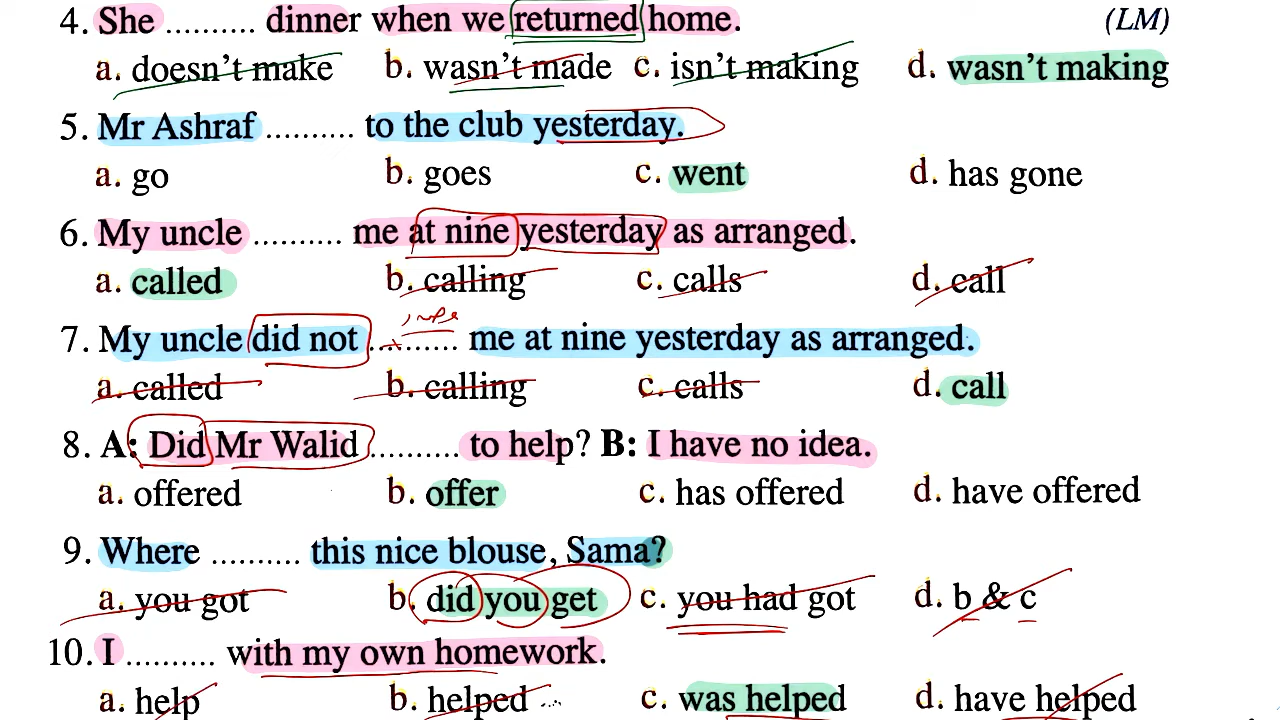 4. She .......... dinner when we returned home. (LM)
a. doesn't make b. wasn't made c. isn't making d. wasn't making
5. Mr Ashraf .......... to the club yesterday.
a. go b. goes c. went d. has gone
6. My uncle .......... me at nine yesterday as arranged.
a. called b. calling c. calls d. call
7. My uncle did not .......... me at nine yesterday as arranged.
a. called b. calling c. calls d. call
8. A: Did Mr Walid .......... to help? B: I have no idea.
a. offered b. offer c. has offered d. have offered
9. Where .......... this nice blouse, Sama?
a. you got b. did you get c. you had got d. b & c
10. I .......... with my own homework.
a. help b. helped c. was helped d. have helped